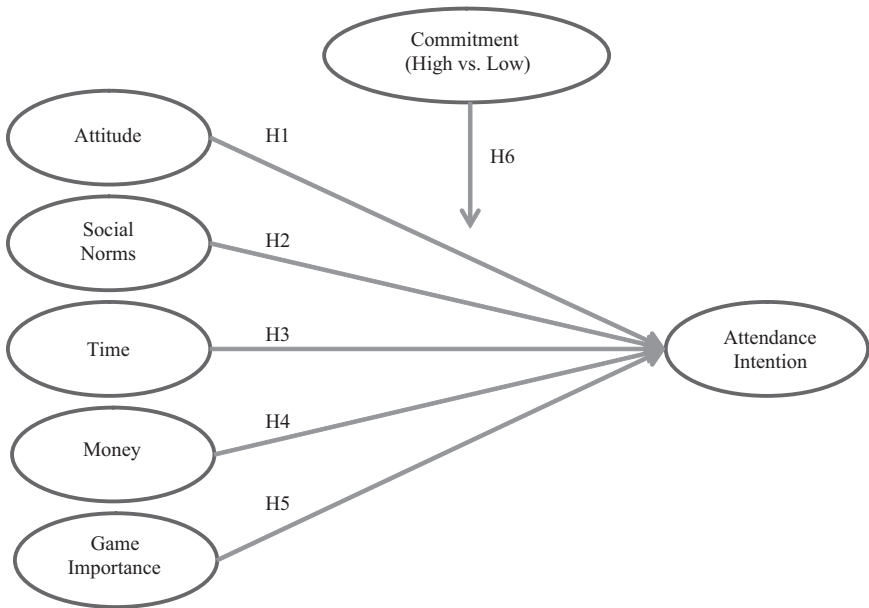 Commitment
(High vs. Low)
H6
Attitude
H1
Social
Norms
H2
Time
H3
Money
H4
Game
Importance
H5
Attendance
Intention